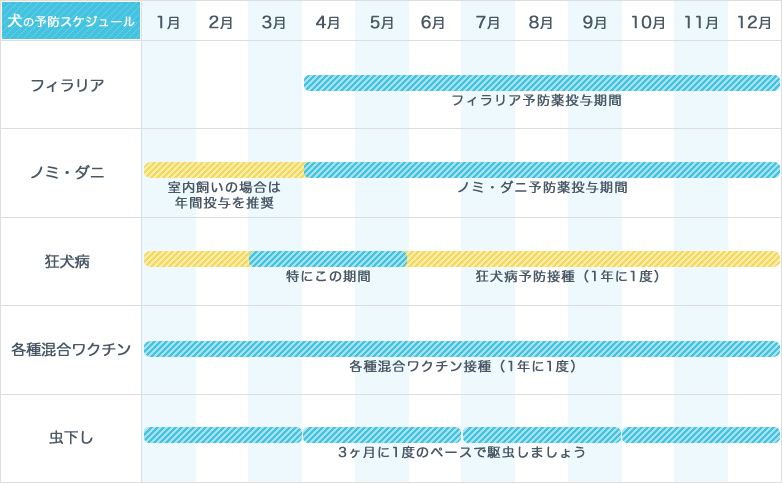 犬の予防スケジュール
1月 2月 3月 4月 5月 6月 7月 8月 9月 10月 11月 12月
フィラリア
フィラリア予防薬投与期間
ノミ・ダニ
室内飼いの場合は
年間投与を推奨
ノミ・ダニ予防薬投与期間
狂犬病
特にこの期間
狂犬病予防接種（1年に1度）
各種混合ワクチン
各種混合ワクチン接種（1年に1度）
虫下し
3ヶ月に1度のペースで駆虫しましょう